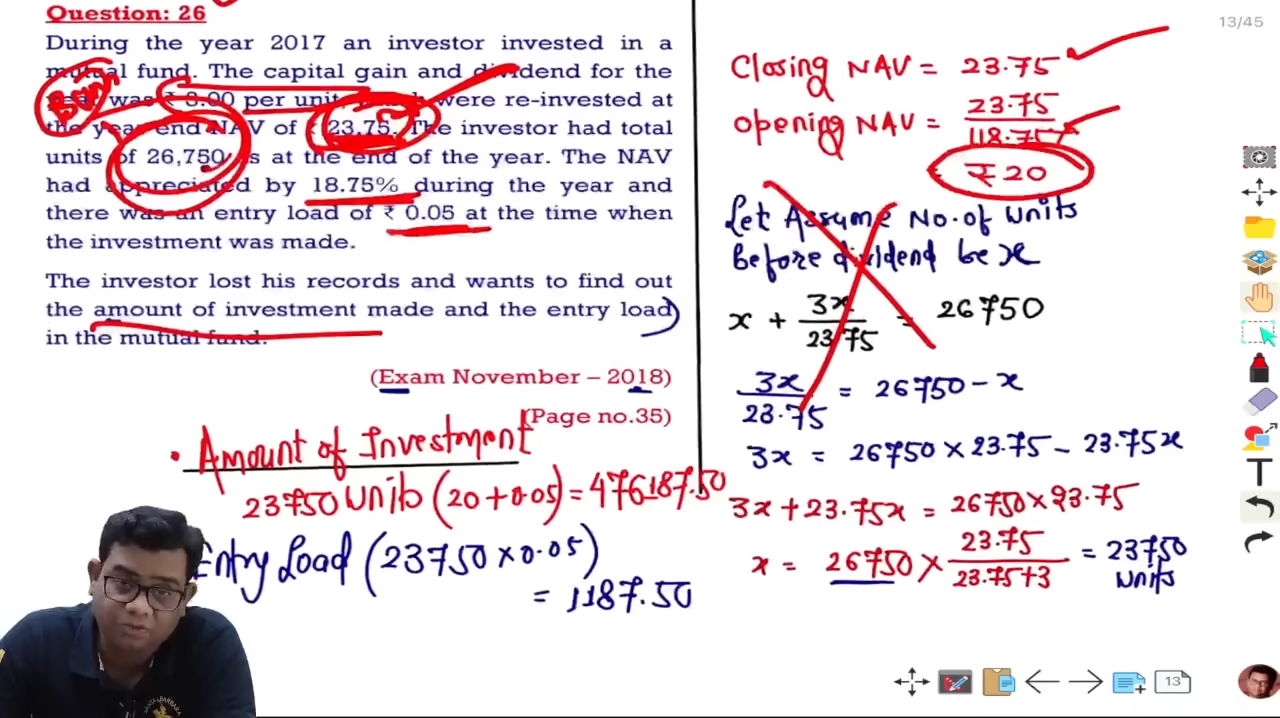 Question: 26
During the year 2017 an investor invested in a
mutual fund. The capital gain and dividend for the
year was ₹ 3.00 per unit, which were re-invested at
the year end NAV of ₹ 23.75. The investor had total
units of 26,750 as at the end of the year. The NAV
had appreciated by 18.75% during the year and
there was an entry load of ₹ 0.05 at the time when
the investment was made.
The investor lost his records and wants to find out
the amount of investment made and the entry load
in the mutual fund.
(Exam November – 2018)
(Page no.35)
• Amount of Investment
23750 units (20+0.05) = 476187.50
Entry Load (23750 × 0.05)
= 1187.50
13/45
Closing NAV = 23.75
Opening NAV = 23.75
118.75%
= ₹ 20
Let Assume No. of units
Before dividend be x
x + 3x/23.75 = 26750
3x/23.75 = 26750 - x
3x = 26750 × 23.75 - 23.75x
3x + 23.75x = 26750 × 23.75
x = 26750 × 23.75/23.75+3 = 23750
units
T
13